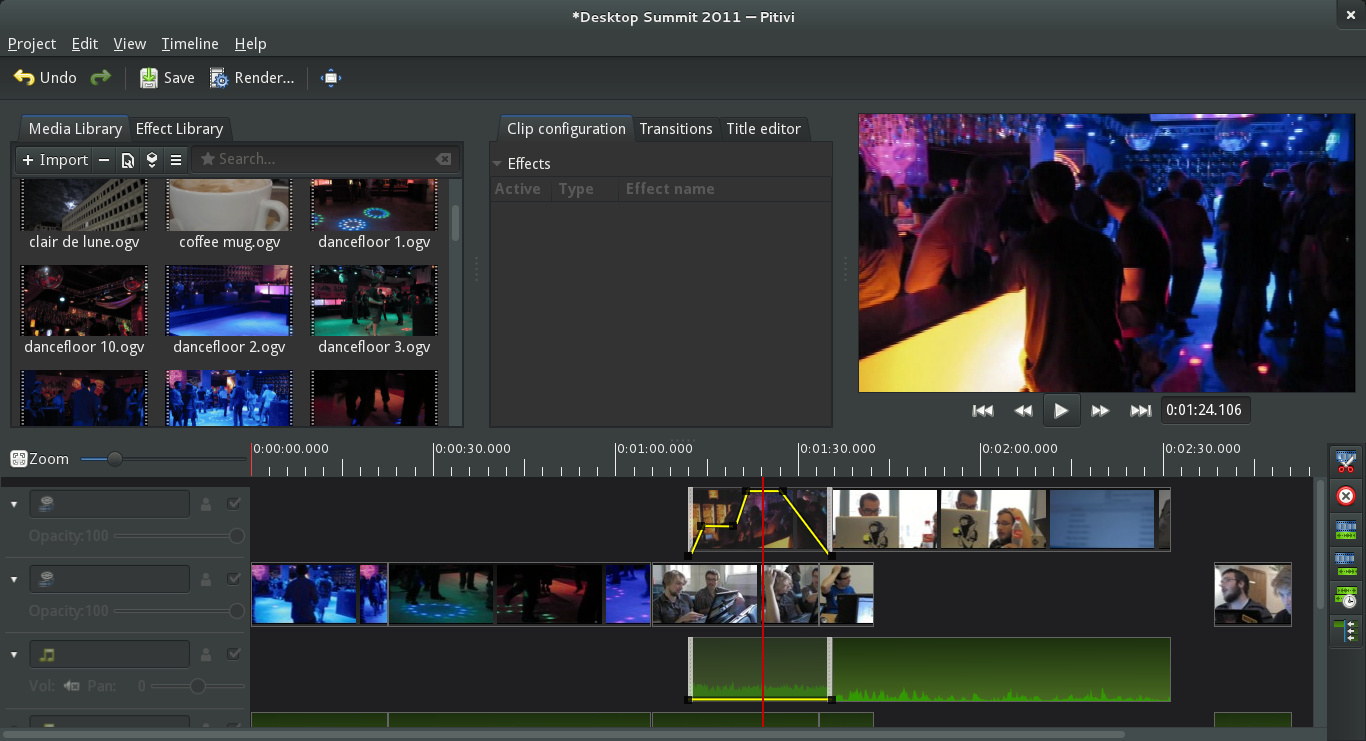 *Desktop Summit 2011 — Pitivi
Project Edit View Timeline Help
Undo Save Render...
Media Library Effect Library
Import Search...
clair de lune.ogv coffee mug.ogv dancefloor 1.ogv
dancefloor 10.ogv dancefloor 2.ogv dancefloor 3.ogv
Clip configuration Transitions Title editor
Effects
Active Type Effect name
0:01:24.106
Zoom 0:00:00.000 0:00:30.000 0:01:00.000 0:01:30.000 0:02:00.000 0:02:30.000
Opacity:100
Opacity:100
Vol: Pan: 0